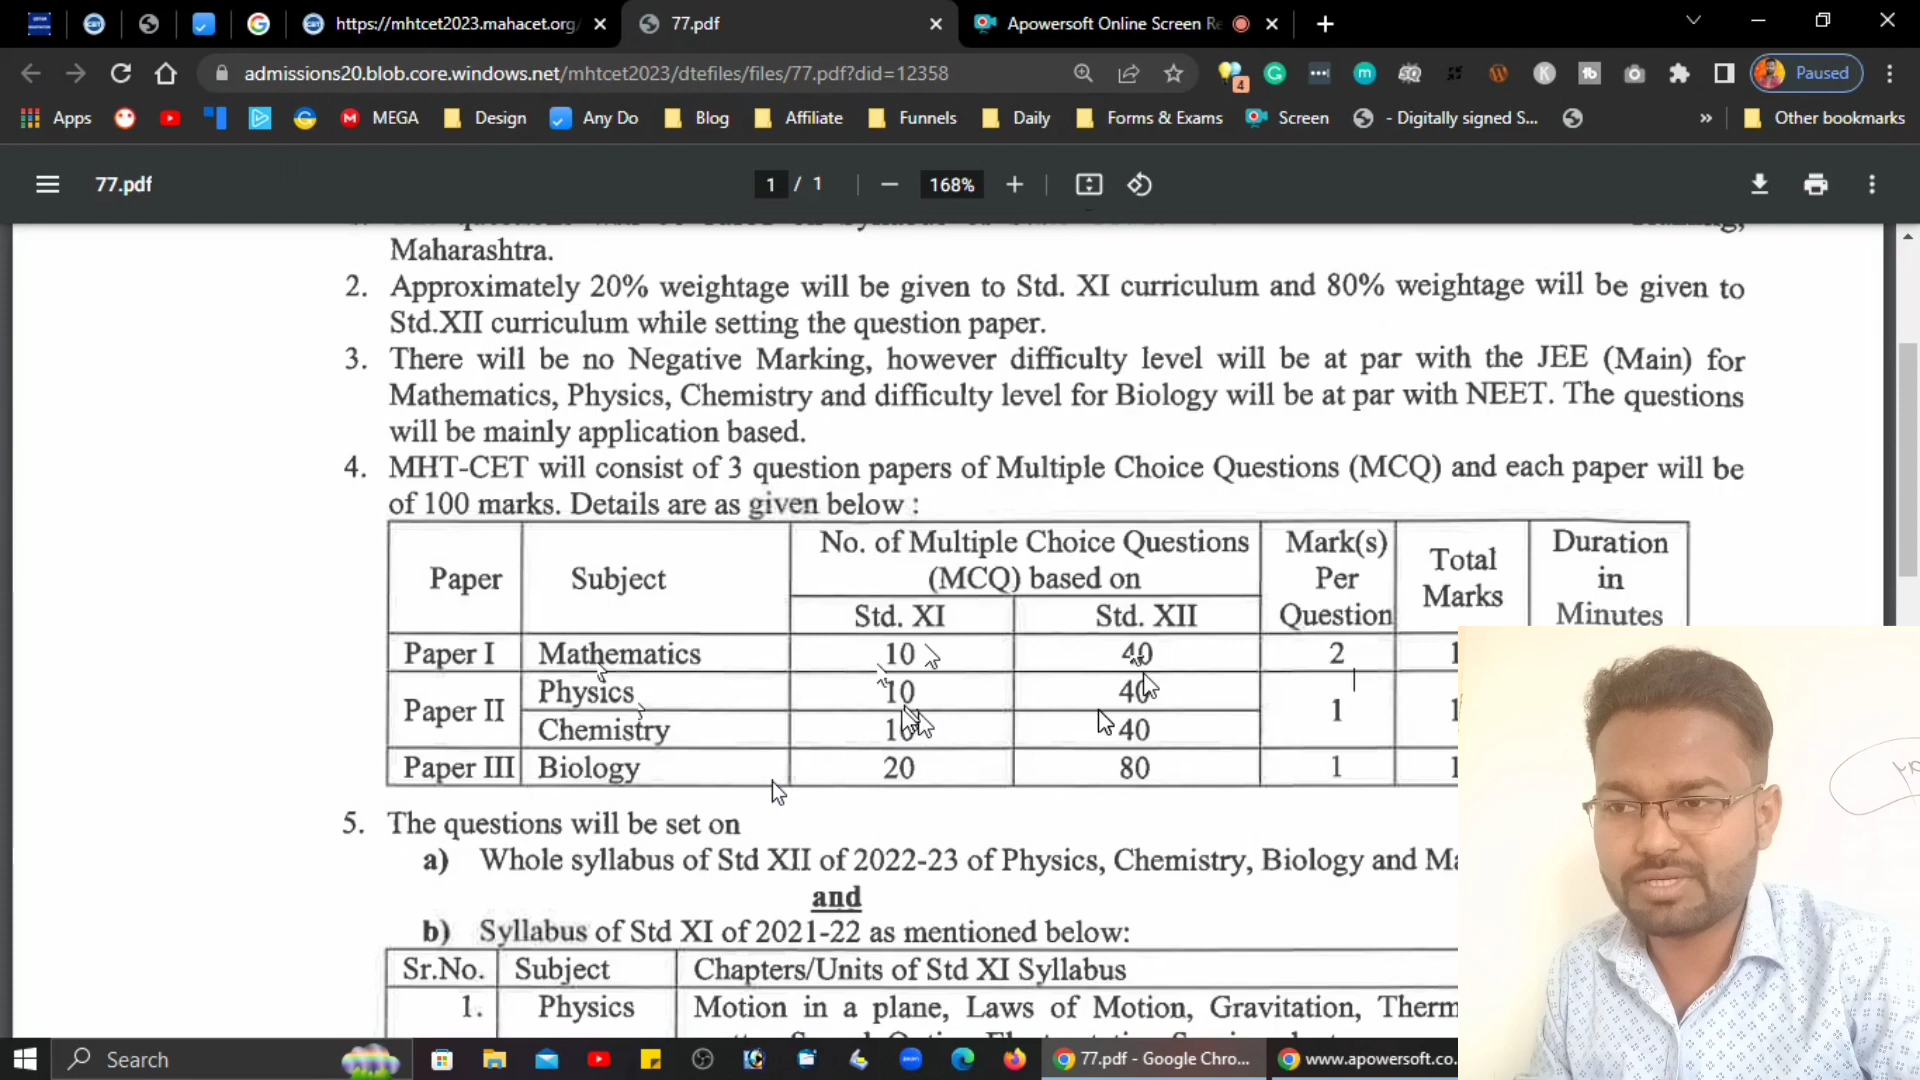 https://mhtcet2023.mahacet.org/
77.pdf
Apowersoft Online Screen Re
admissions20.blob.core.windows.net/mhtcet2023/dtefiles/files/77.pdf?did=12358
4
Paused
Apps
MEGA
Design
Any Do
Blog
Affiliate
Funnels
Daily
Forms & Exams
Screen
- Digitally signed S...
»
Other bookmarks
77.pdf
1 / 1
168%
Maharashtra.
2. Approximately 20% weightage will be given to Std. XI curriculum and 80% weightage will be given to
Std.XII curriculum while setting the question paper.
3. There will be no Negative Marking, however difficulty level will be at par with the JEE (Main) for
Mathematics, Physics, Chemistry and difficulty level for Biology will be at par with NEET. The questions
will be mainly application based.
4. MHT-CET will consist of 3 question papers of Multiple Choice Questions (MCQ) and each paper will be
of 100 marks. Details are as given below :
Paper Subject No. of Multiple Choice Questions (MCQ) based on Mark(s) Per Question Total Marks Duration in Minutes
Std. XI Std. XII
Paper I Mathematics 10 40 2
Paper II Physics 10 40 1
Chemistry 10 40
Paper III Biology 20 80 1
5. The questions will be set on
a) Whole syllabus of Std XII of 2022-23 of Physics, Chemistry, Biology and Ma
and
b) Syllabus of Std XI of 2021-22 as mentioned below:
Sr.No. Subject Chapters/Units of Std XI Syllabus
1. Physics Motion in a plane, Laws of Motion, Gravitation, Therm
Search
77.pdf - Google Chro...
www.apowersoft.co.